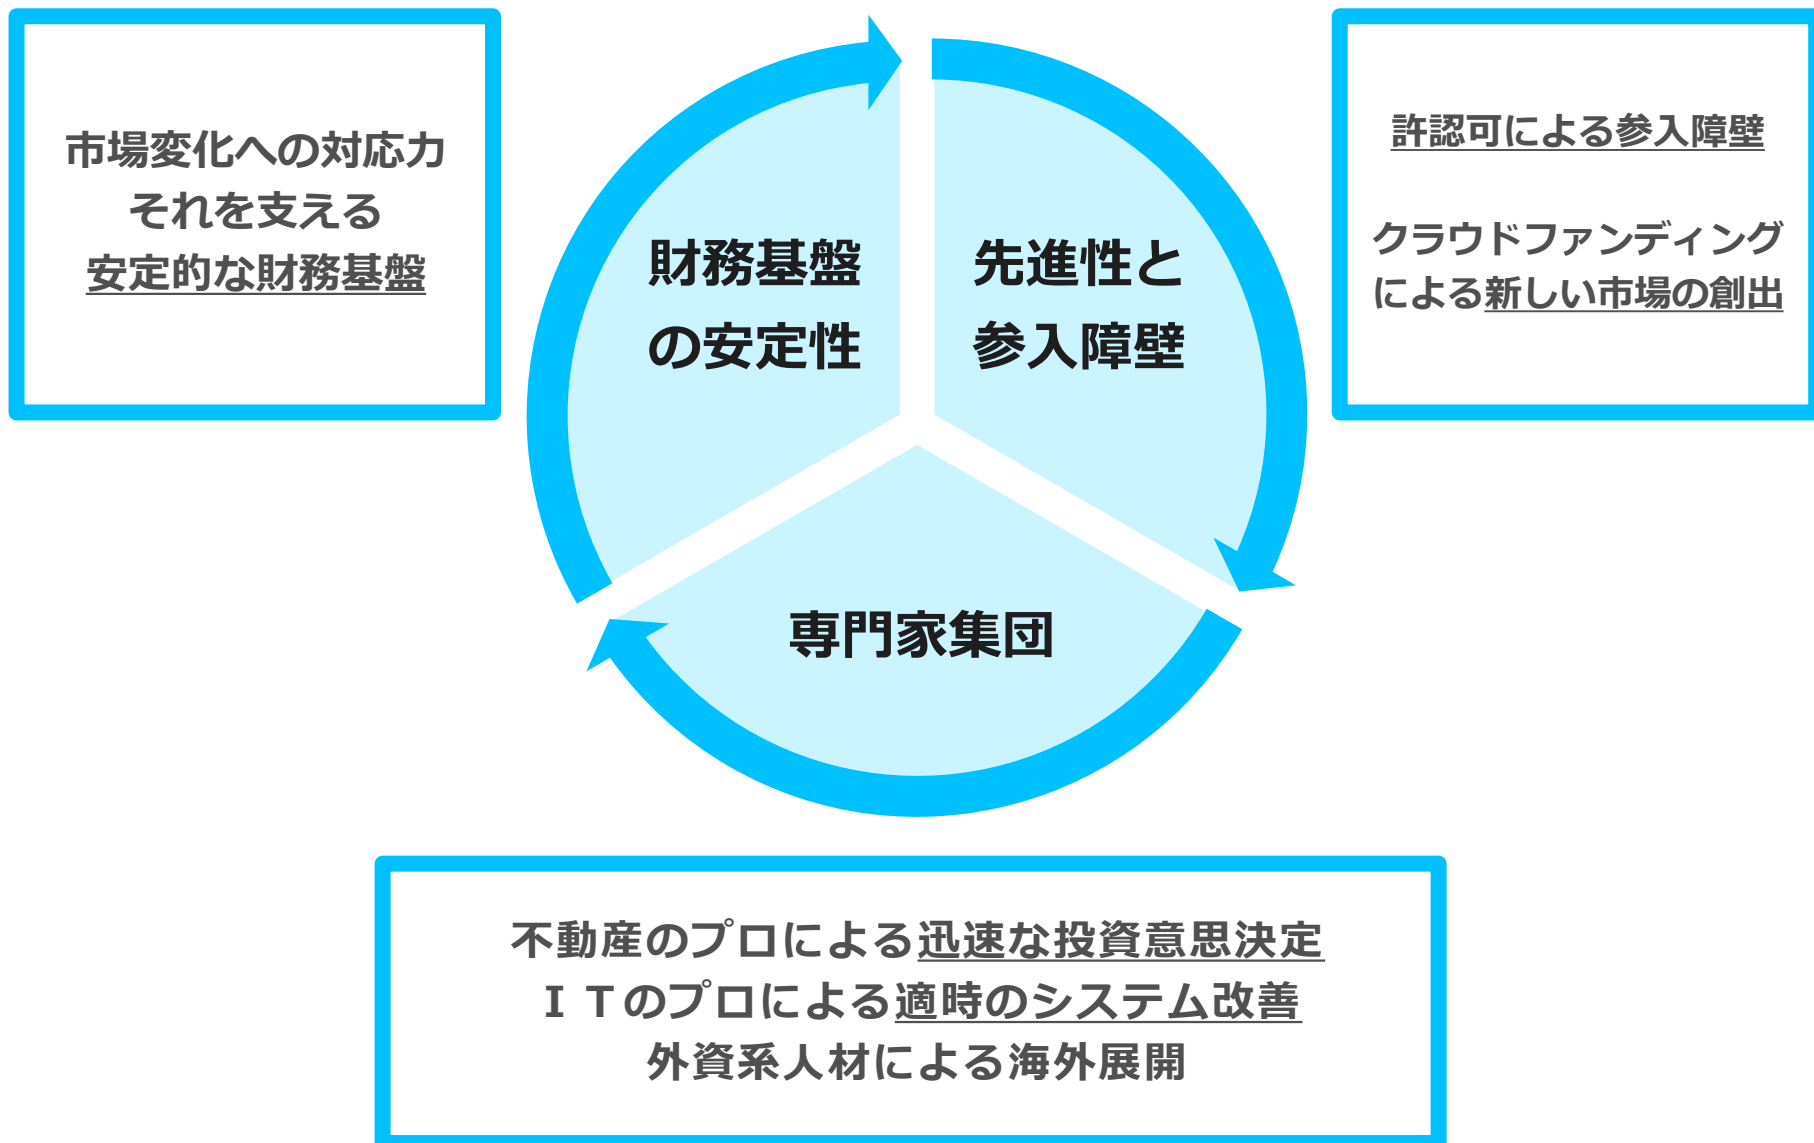 市場変化への対応力
それを支える
安定的な財務基盤
財務基盤
の安定性
先進性と
参入障壁
許認可による参入障壁
クラウドファンディング
による新しい市場の創出
専門家集団
不動産のプロによる迅速な投資意思決定
ＩＴのプロによる適時のシステム改善
外資系人材による海外展開